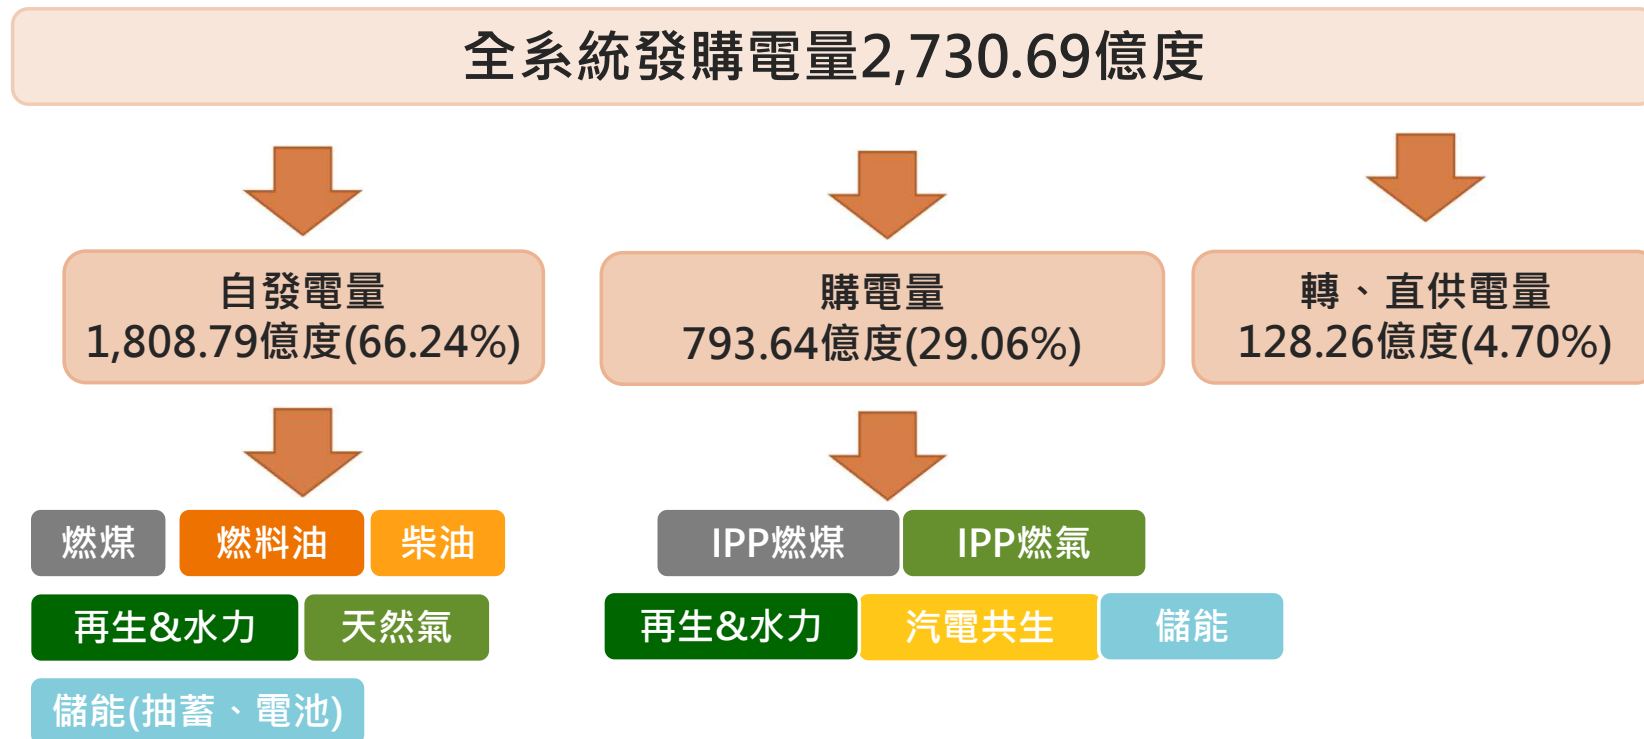 全系統發購電量2,730.69億度
自發電量
1,808.79億度(66.24%)
購電量
793.64億度(29.06%)
轉、直供電量
128.26億度(4.70%)
燃煤
燃料油
柴油
再生&水力
天然氣
儲能(抽蓄、電池)
IPP燃煤
IPP燃氣
再生&水力
汽電共生
儲能